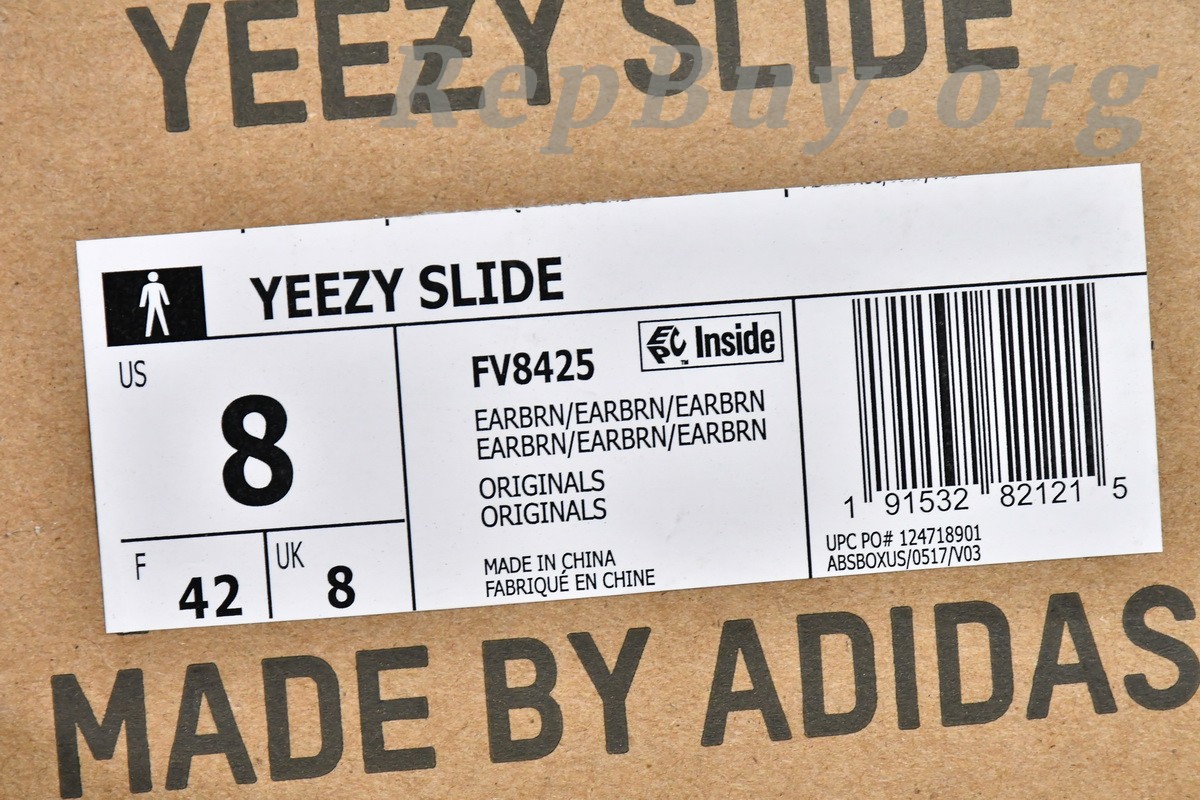 YEEZY SLIDE
RepBuy.org
YEEZY SLIDE
US
8
F
42
UK
8
FV8425
EPC Inside
TM
EARBRN/EARBRN/EARBRN
EARBRN/EARBRN/EARBRN
ORIGINALS
ORIGINALS
MADE IN CHINA
FABRIQUÉ EN CHINE
1 91532 82121 5
UPC PO# 124718901
ABSBOXUS/0517/V03
MADE BY ADIDAS